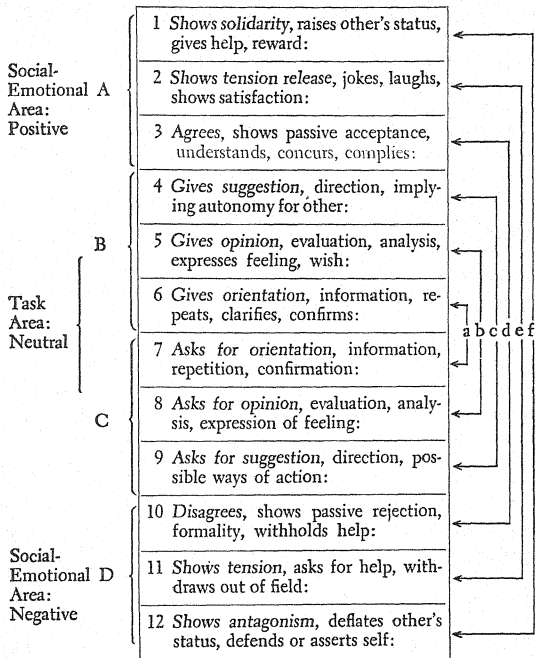 1 Shows solidarity, raises other's status,
gives help, reward:
Social-
Emotional A
Area:
Positive
2 Shows tension release, jokes, laughs,
shows satisfaction:
3 Agrees, shows passive acceptance,
understands, concurs, complies:
4 Gives suggestion, direction, imply-
ing autonomy for other:
B
5 Gives opinion, evaluation, analysis,
expresses feeling, wish:
Task
Area:
Neutral
6 Gives orientation, information, re-
peats, clarifies, confirms:
a b c d e f
7 Asks for orientation, information,
repetition, confirmation:
C
8 Asks for opinion, evaluation, analy-
sis, expression of feeling:
9 Asks for suggestion, direction, pos-
sible ways of action:
10 Disagrees, shows passive rejection,
formality, withholds help:
Social-
Emotional D
Area:
Negative
11 Shows tension, asks for help, with-
draws out of field:
12 Shows antagonism, deflates other's
status, defends or asserts self: